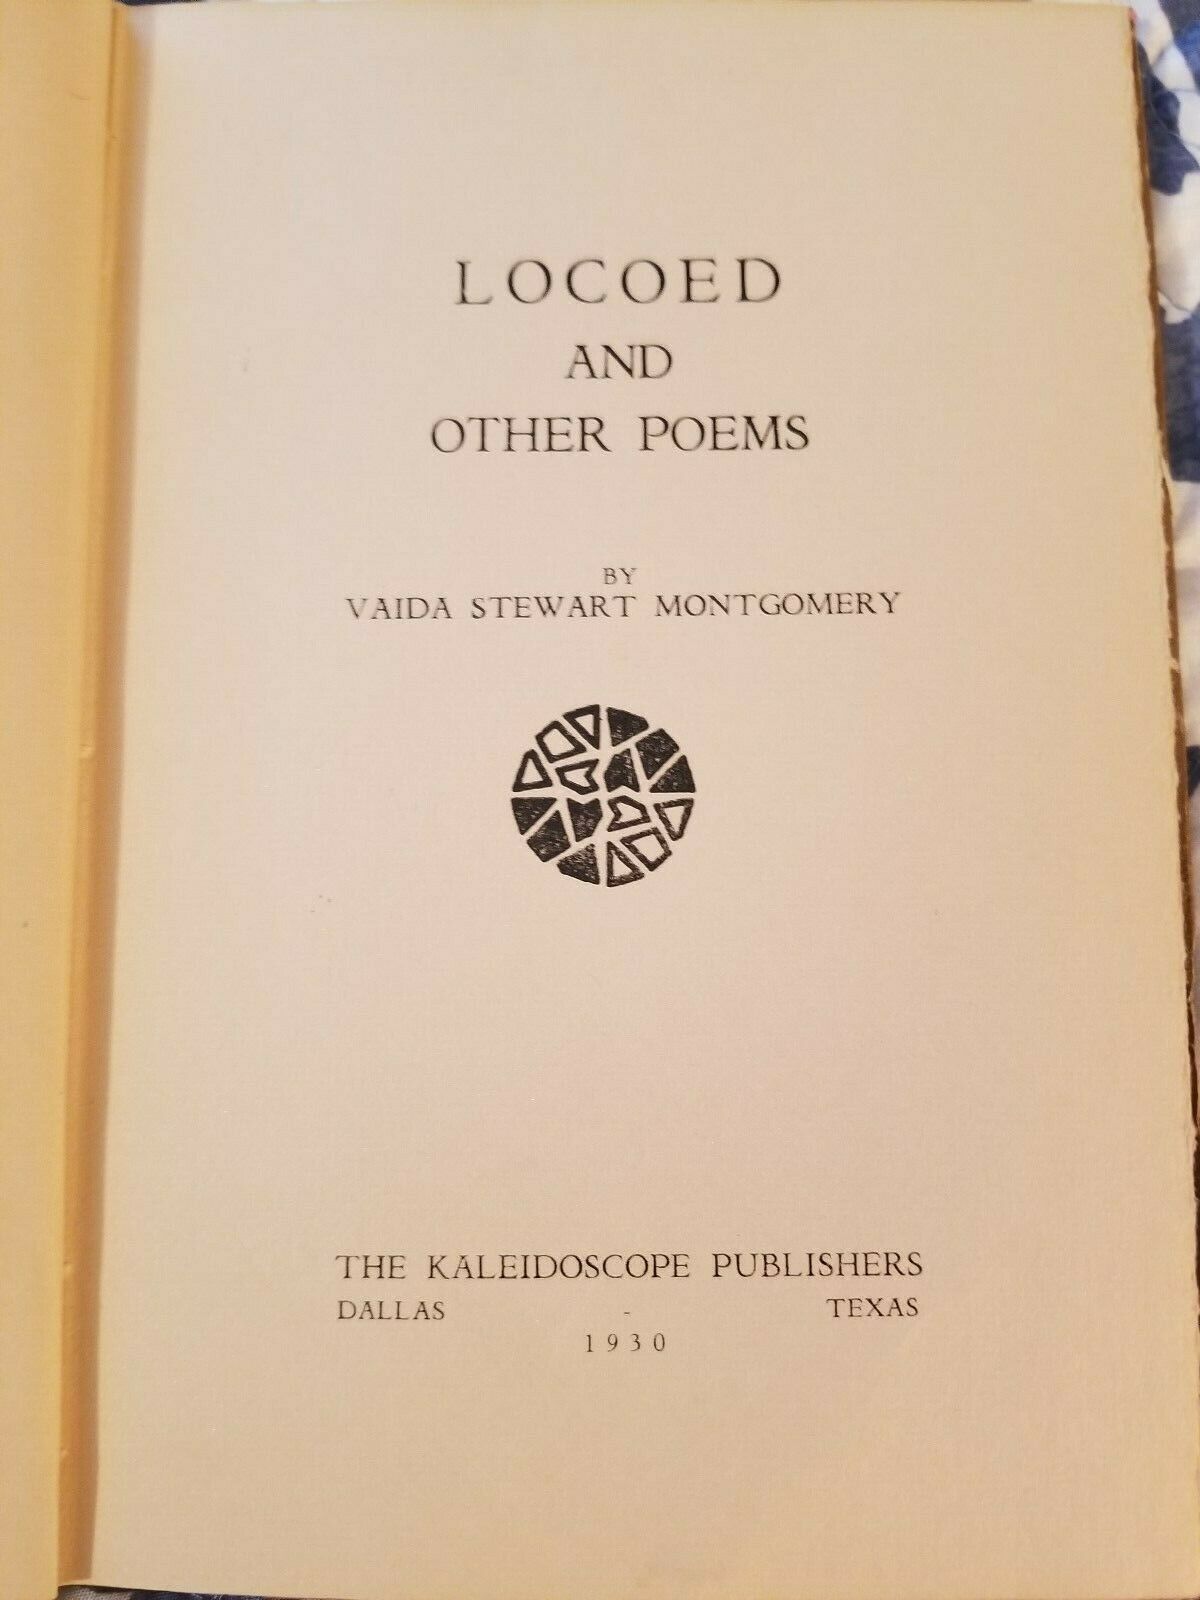 LOCOED
AND
OTHER POEMS
BY
VAIDA STEWART MONTGOMERY
THE KALEIDOSCOPE PUBLISHERS
DALLAS - TEXAS
1930